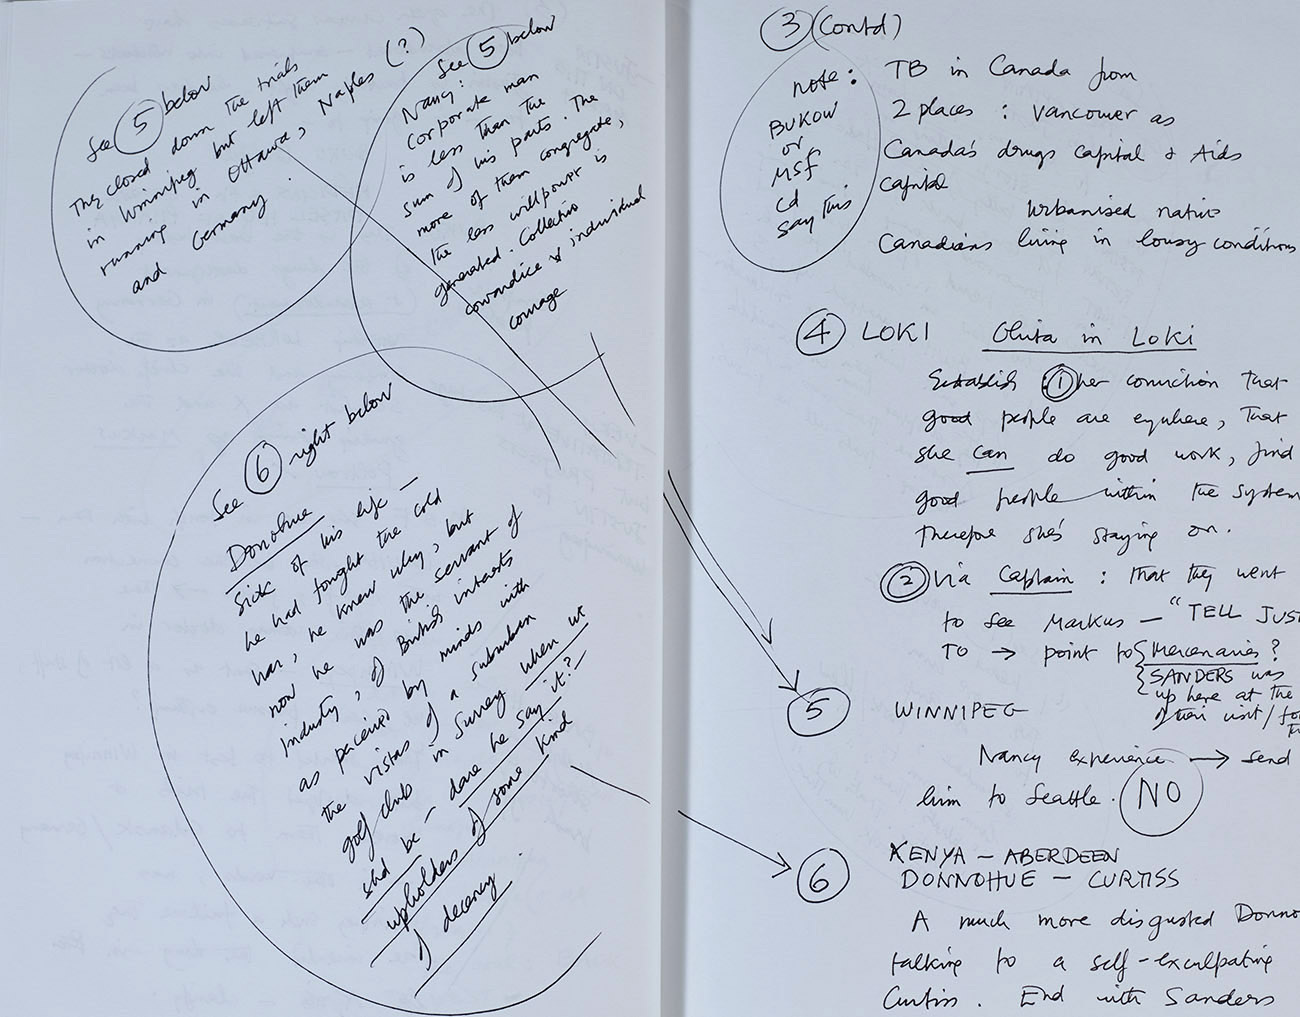 See 5 below
They closed down the trials
in Winnipeg but left them
running in Ottawa, Naples (?)
and Germany.
See 5 below
Nancy:
corporate man
is less than the
sum of his parts. The
more of them congregate,
the less willpower is
generated. Collective
cowardice & individual
courage
See 6 right below
Donohue
Sick of his life —
he had fought the cold
war, he knew why, but
now he was the servant of
Industry, of British interests
as perceived by minds with
the vistas of a suburban
golf club in Surrey when we
shd be — dare he say it? —
upholders of some kind
of decency.
3 (Contd)
note:
BUKOW
or
MSF
cd
say this
TB in Canada from
2 places: Vancouver as
Canada's drugs capital & Aids
capital
Urbanised native
Canadians living in lousy conditions
4 LOKI Ghita in Loki
Establish 1 her conviction that
good people are evywhere, that
she can do good work, find
good people within the system
Therefore she's staying on.
2 Via Captain: that they went
to see Markus — "TELL JUST
TO → point to { Mercenaries?
{ SANDERS was
up here at the
of their visit/
5 WINNIPEG
Nancy experience → send
him to Seattle. NO
6 KENYA — ABERDEEN
DONNOHUE — CURTISS
A much more disgusted Donno
talking to a self-exculpating
Curtiss. End with Sanders